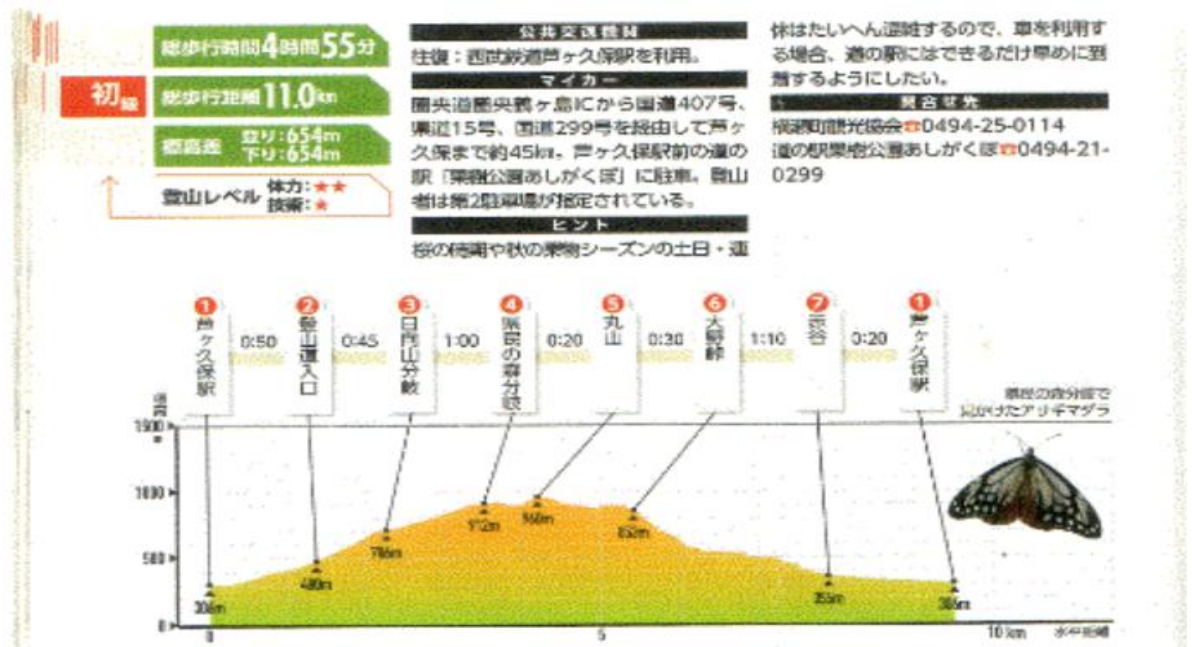 総歩行時間4時間55分
初級
総歩行距離11.0km
標高差 登り:654m
下り:654m
登山レベル 体力:★★
技術:★
公共交通機関
往復:西武鉄道芦ヶ久保駅を利用。
マイカー
圏央道圏央鶴ヶ島ICから国道407号、
県道15号、国道299号を経由して芦ヶ
久保まで約45km。芦ヶ久保駅前の道の
駅「果樹公園あしがくぼ」に駐車。登山
者は第2駐車場が指定されている。
ヒント
桜の時期や秋の果物シーズンの土日・連
休はたいへん混雑するので、車を利用す
る場合、道の駅にはできるだけ早めに到
着するようにしたい。
問合せ先
横瀬町観光協会☎0494-25-0114
道の駅果樹公園あしがくぼ☎0494-21-
0299
1 芦ヶ久保駅
0:50
2 登山道入口
0:45
3 日向山分岐
1:00
4 県民の森分岐
0:20
5 丸山
0:30
6 大野峠
1:10
7 赤谷
0:20
1 芦ヶ久保駅
県民の森分岐で
見かけたアサギマダラ
標高
1500
m
1000
500
0
306m
480m
706m
912m
960m
853m
355m
306m
0
5
10km
水平距離